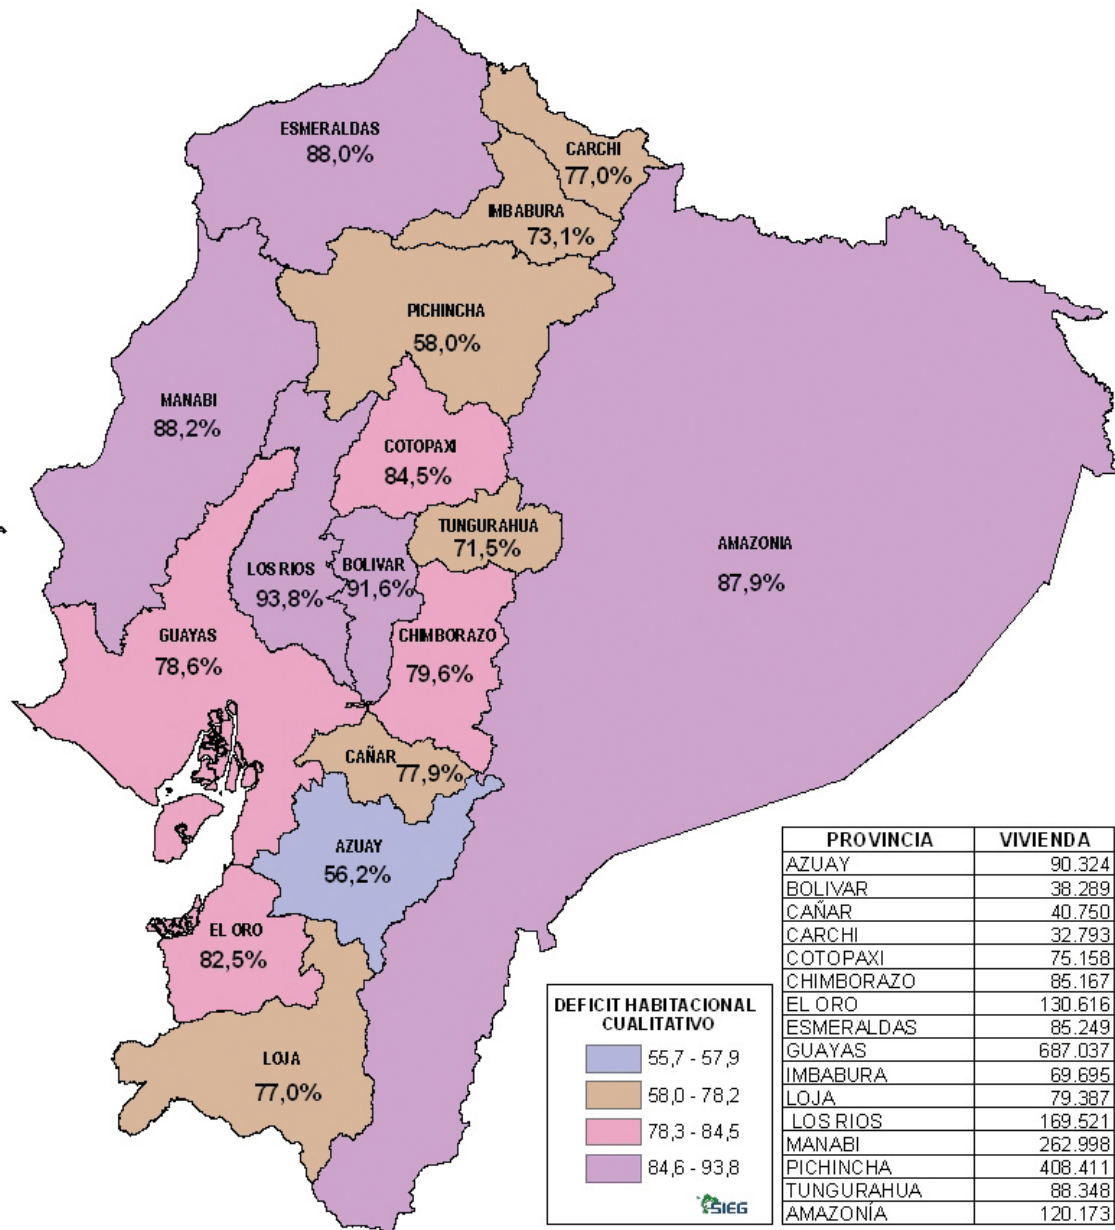 ESMERALDAS
88,0%
CARCHI
77,0%
IMBABURA
73,1%
PICHINCHA
58,0%
MANABI
88,2%
COTOPAXI
84,5%
TUNGURAHUA
71,5%
AMAZONIA
87,9%
LOS RIOS
93,8%
BOLIVAR
91,6%
GUAYAS
78,6%
CHIMBORAZO
79,6%
CAÑAR
77,9%
AZUAY
56,2%
EL ORO
82,5%
LOJA
77,0%
DEFICIT HABITACIONAL
CUALITATIVO
55,7 - 57,9
58,0 - 78,2
78,3 - 84,5
84,6 - 93,8
SIEG
PROVINCIA VIVIENDA
AZUAY 90.324
BOLIVAR 38.289
CAÑAR 40.750
CARCHI 32.793
COTOPAXI 75.158
CHIMBORAZO 85.167
EL ORO 130.616
ESMERALDAS 85.249
GUAYAS 687.037
IMBABURA 69.695
LOJA 79.387
LOS RIOS 169.521
MANABI 262.998
PICHINCHA 408.411
TUNGURAHUA 88.348
AMAZONÍA 120.173